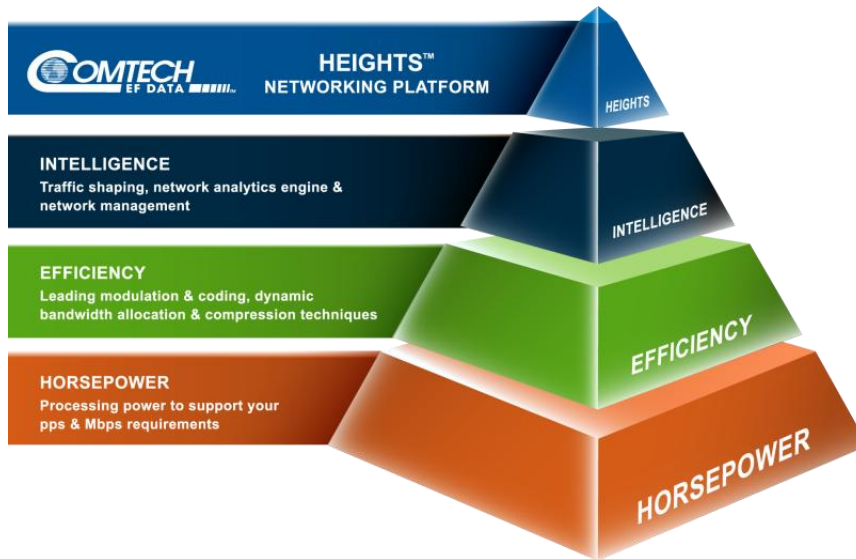 COMTECH
EF DATA
HEIGHTS™
NETWORKING PLATFORM
HEIGHTS
INTELLIGENCE
Traffic shaping, network analytics engine &
network management
INTELLIGENCE
EFFICIENCY
Leading modulation & coding, dynamic
bandwidth allocation & compression techniques
EFFICIENCY
HORSEPOWER
Processing power to support your
pps & Mbps requirements
HORSEPOWER